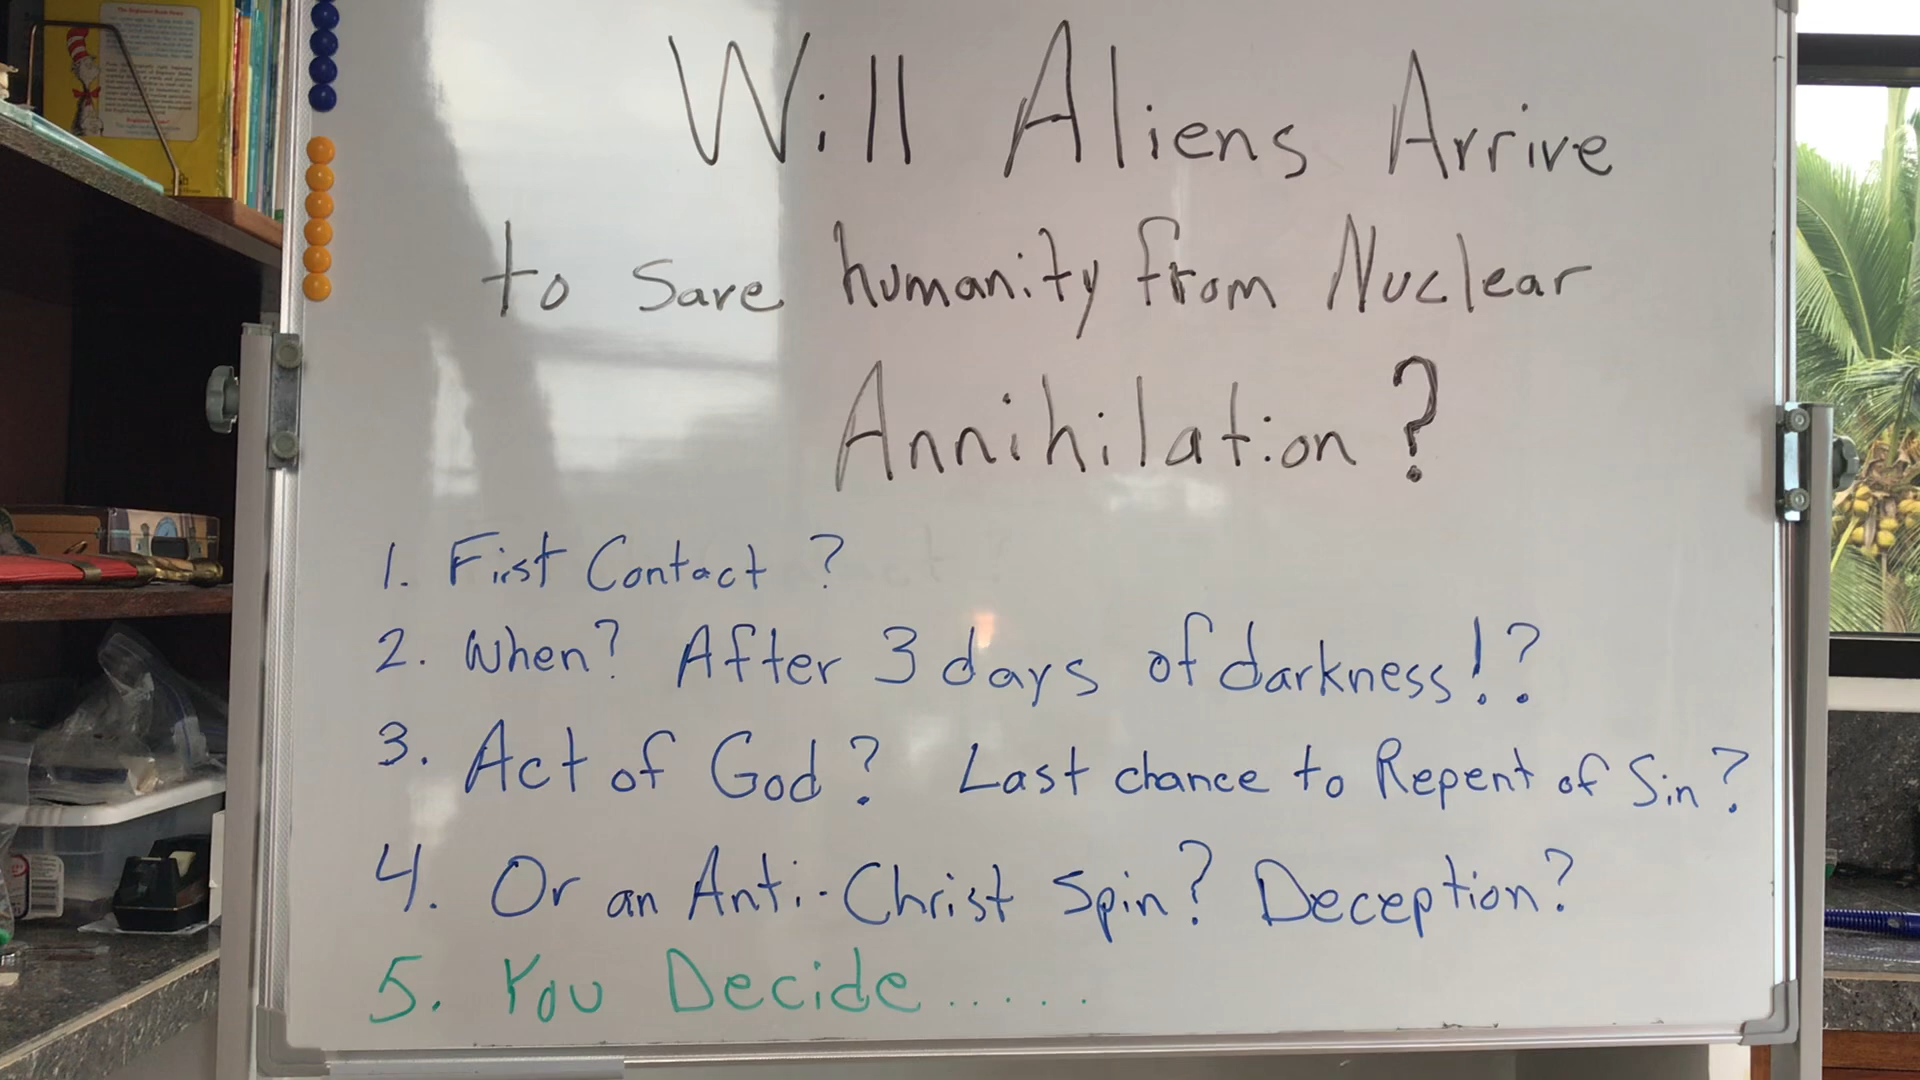 Will Aliens Arrive
to Save humanity from Nuclear
Annihilation?
1. First Contact?
2. When? After 3 days of darkness!?
3. Act of God? Last chance to Repent of Sin?
4. Or an Anti-Christ Spin? Deception?
5. You Decide.....